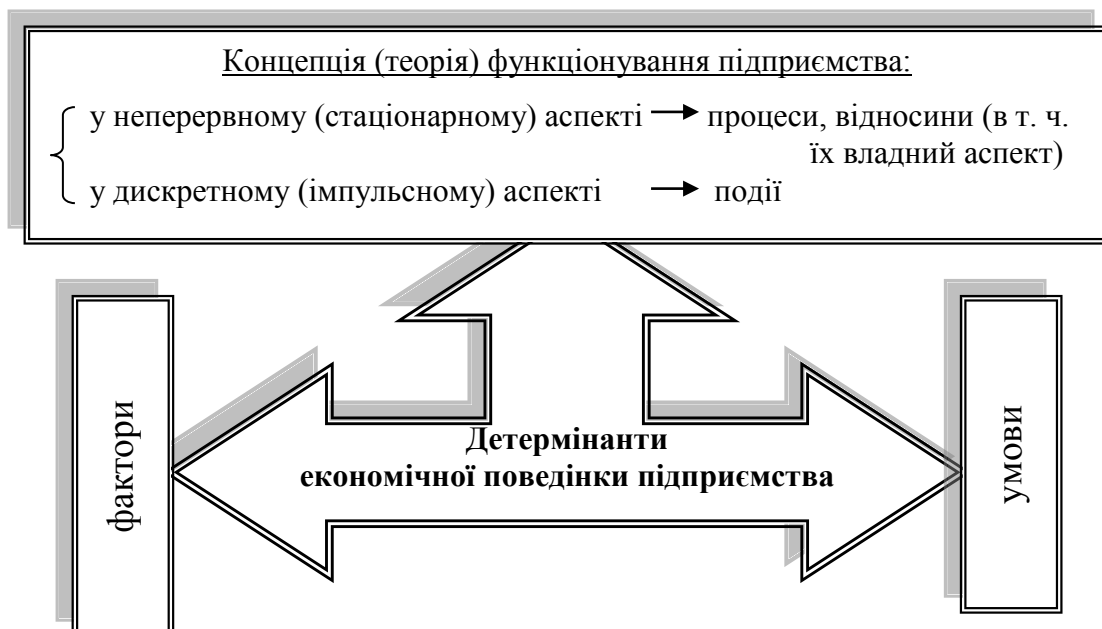 Концепція (теорія) функціонування підприємства:
у неперервному (стаціонарному) аспекті → процеси, відносини (в т. ч.
їх владний аспект)
у дискретному (імпульсному) аспекті → події
фактори
Детермінанти
економічної поведінки підприємства
умови